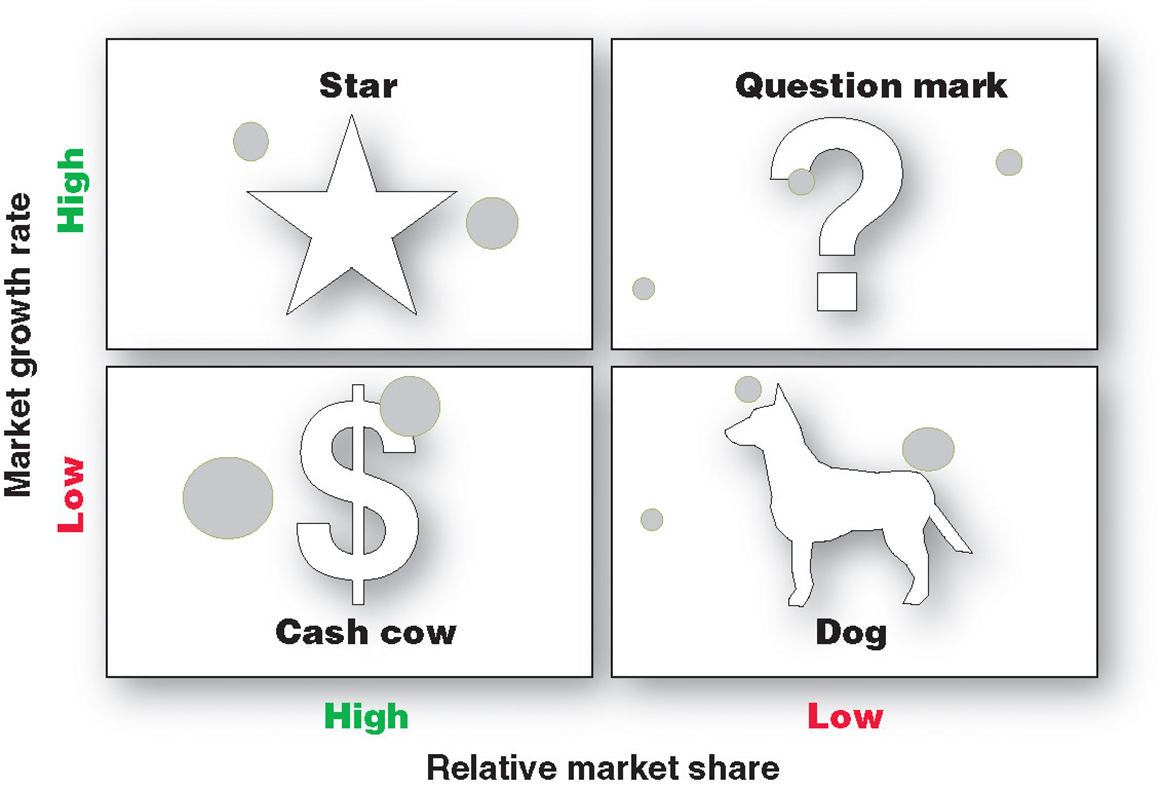 Star
Question mark
Market growth rate
High
Low
Cash cow
Dog
High
Low
Relative market share